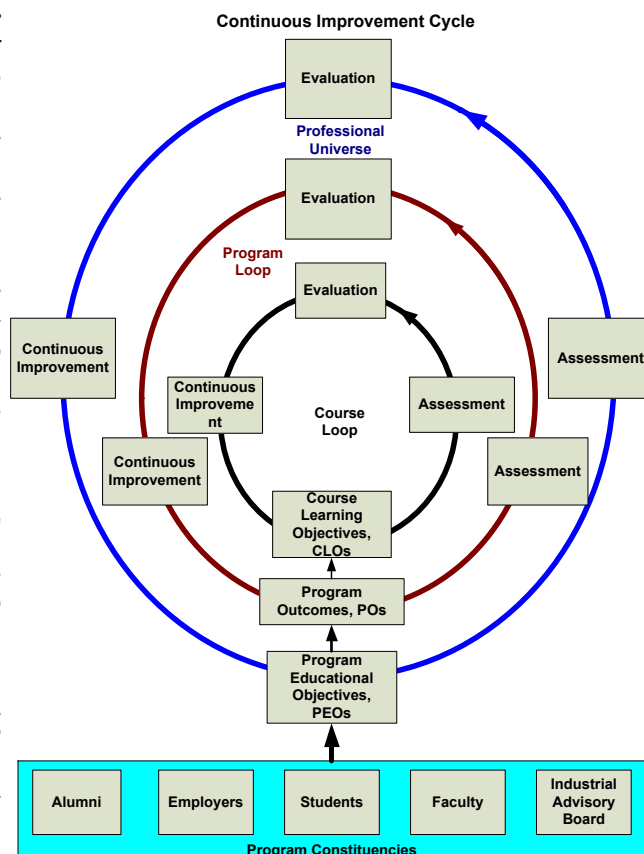 Continuous Improvement Cycle
Evaluation
Professional
Universe
Evaluation
Program
Loop
Evaluation
Continuous
Improvement
Assessment
Continuous
Improveme
nt
Assessment
Course
Loop
Continuous
Improvement
Assessment
Course
Learning
Objectives,
CLOs
Program
Outcomes, POs
Program
Educational
Objectives,
PEOs
Alumni
Employers
Students
Faculty
Industrial
Advisory
Board
Program Constituencies